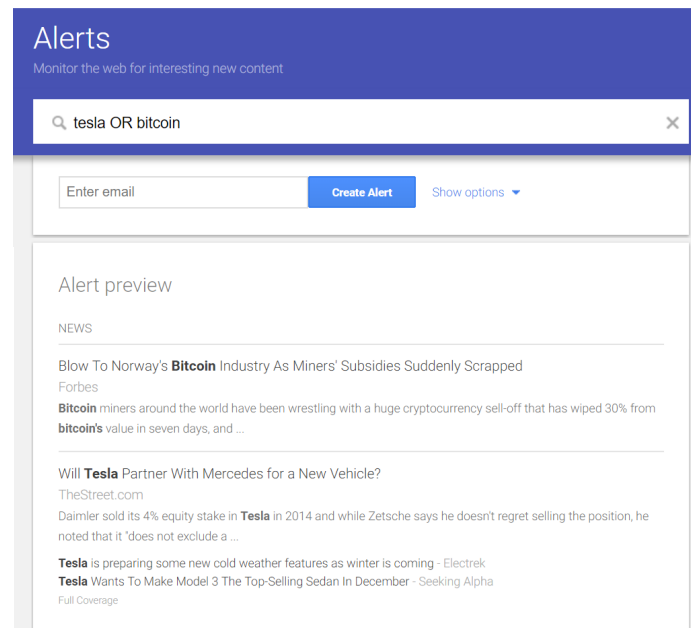 Alerts
Monitor the web for interesting new content
tesla OR bitcoin
Enter email
Create Alert
Show options
Alert preview
NEWS
Blow To Norway's Bitcoin Industry As Miners' Subsidies Suddenly Scrapped
Forbes
Bitcoin miners around the world have been wrestling with a huge cryptocurrency sell-off that has wiped 30% from
bitcoin's value in seven days, and ...
Will Tesla Partner With Mercedes for a New Vehicle?
TheStreet.com
Daimler sold its 4% equity stake in Tesla in 2014 and while Zetsche says he doesn't regret selling the position, he
noted that it "does not exclude a ...
Tesla is preparing some new cold weather features as winter is coming - Electrek
Tesla Wants To Make Model 3 The Top-Selling Sedan In December - Seeking Alpha
Full Coverage